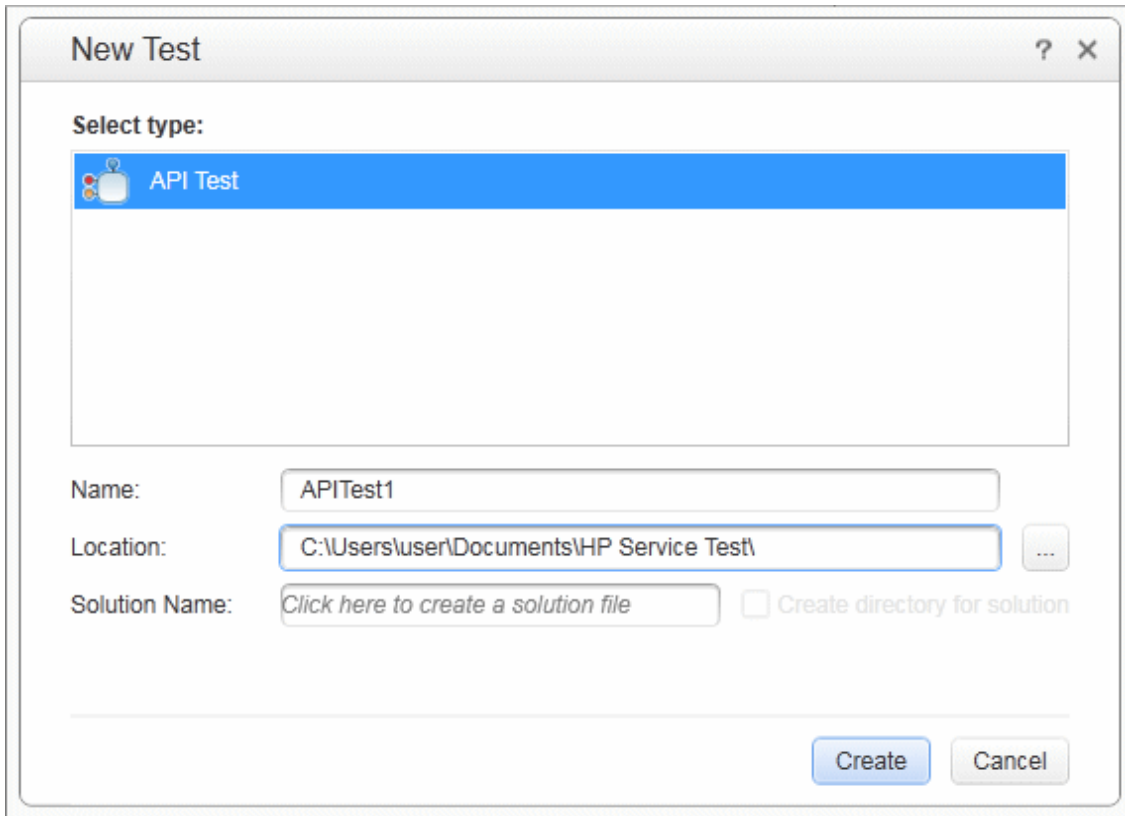 New Test ? ×
Select type:
API Test
Name: APITest1
Location: C:\Users\user\Documents\HP Service Test\ ...
Solution Name: Click here to create a solution file Create directory for solution
Create Cancel